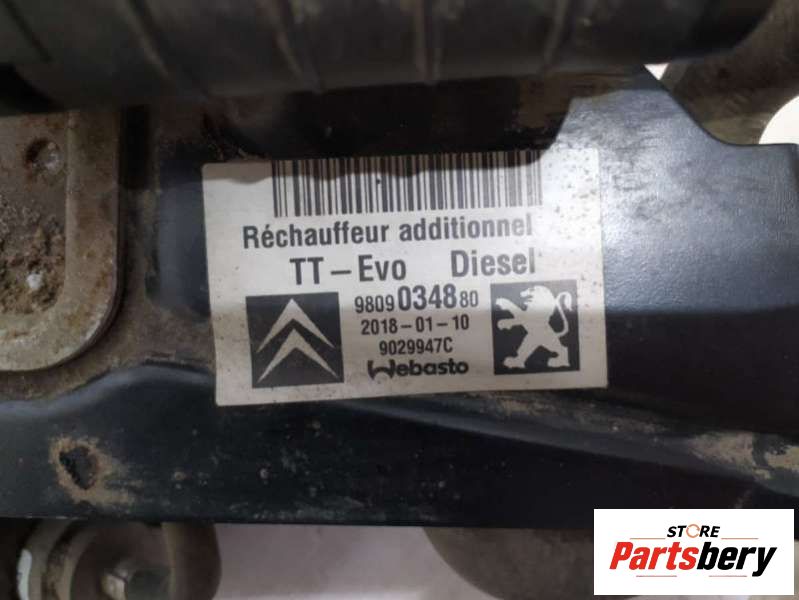 Réchauffeur additionnel
TT-Evo Diesel
9809034880
2018-01-10
9029947C
Webasto
STORE
Partsbery